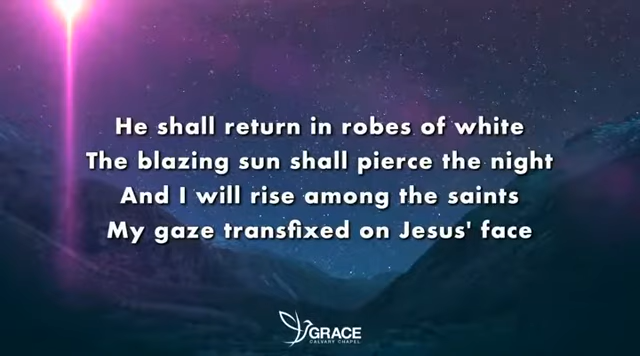 He shall return in robes of white
The blazing sun shall pierce the night
And I will rise among the saints
My gaze transfixed on Jesus' face
GRACE
CALVARY CHAPEL